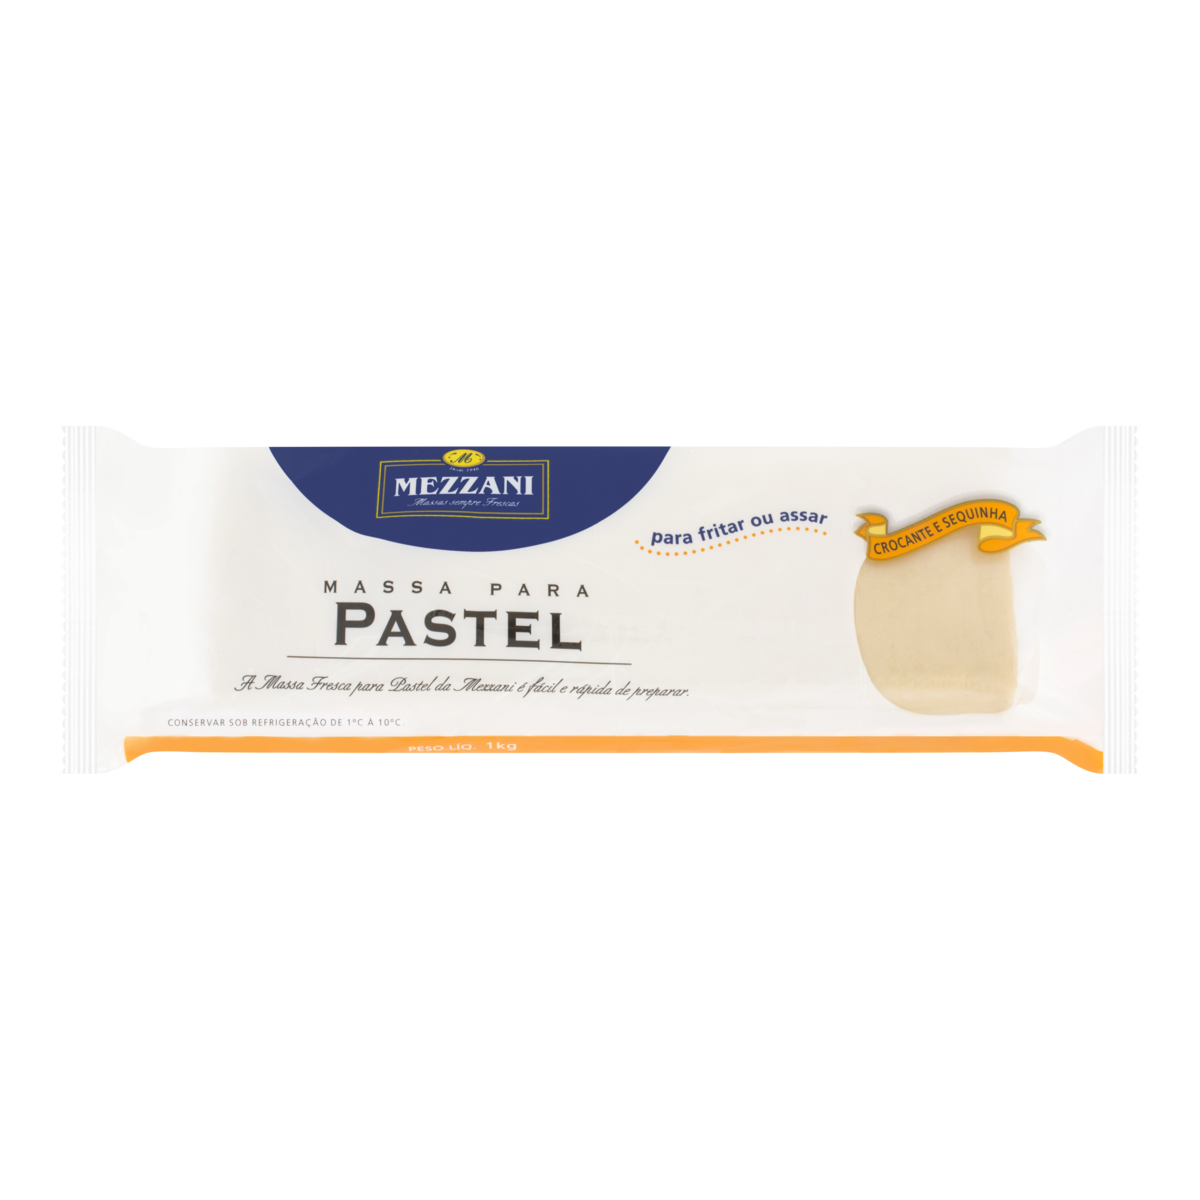 M
MEZZANI
Massas sempre Frescas
para fritar ou assar
CROCANTE E SEQUINHA
MASSA PARA
PASTEL
A Massa Fresca para Pastel da Mezzani é fácil e rápida de preparar.
CONSERVAR SOB REFRIGERAÇÃO DE 1°C À 10°C.
PESO LÍQ. 1kg